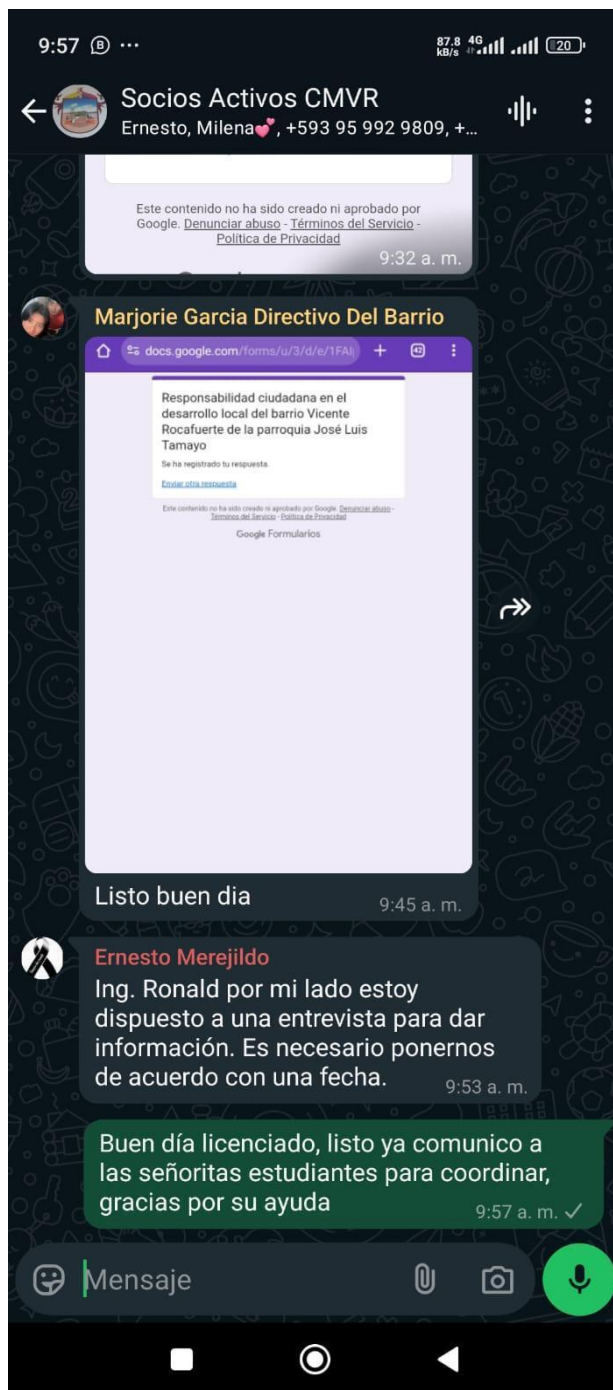 9:57 B ...
87.8 kB/s 4G 20
Socios Activos CMVR
Ernesto, Milena💕, +593 95 992 9809, +...
Este contenido no ha sido creado ni aprobado por
Google. Denunciar abuso - Términos del Servicio -
Política de Privacidad
9:32 a. m.
Marjorie Garcia Directivo Del Barrio
docs.google.com/forms/u/3/d/e/1FAI
42
Responsabilidad ciudadana en el
desarrollo local del barrio Vicente
Rocafuerte de la parroquia José Luis
Tamayo
Se ha registrado tu respuesta.
Enviar otra respuesta
Este contenido no ha sido creado ni aprobado por Google. Denunciar abuso -
Términos del Servicio - Política de Privacidad
Google Formularios
Listo buen dia
9:45 a. m.
Ernesto Merejildo
Ing. Ronald por mi lado estoy
dispuesto a una entrevista para dar
información. Es necesario ponernos
de acuerdo con una fecha.
9:53 a. m.
Buen día licenciado, listo ya comunico a
las señoritas estudiantes para coordinar,
gracias por su ayuda
9:57 a. m.
Mensaje